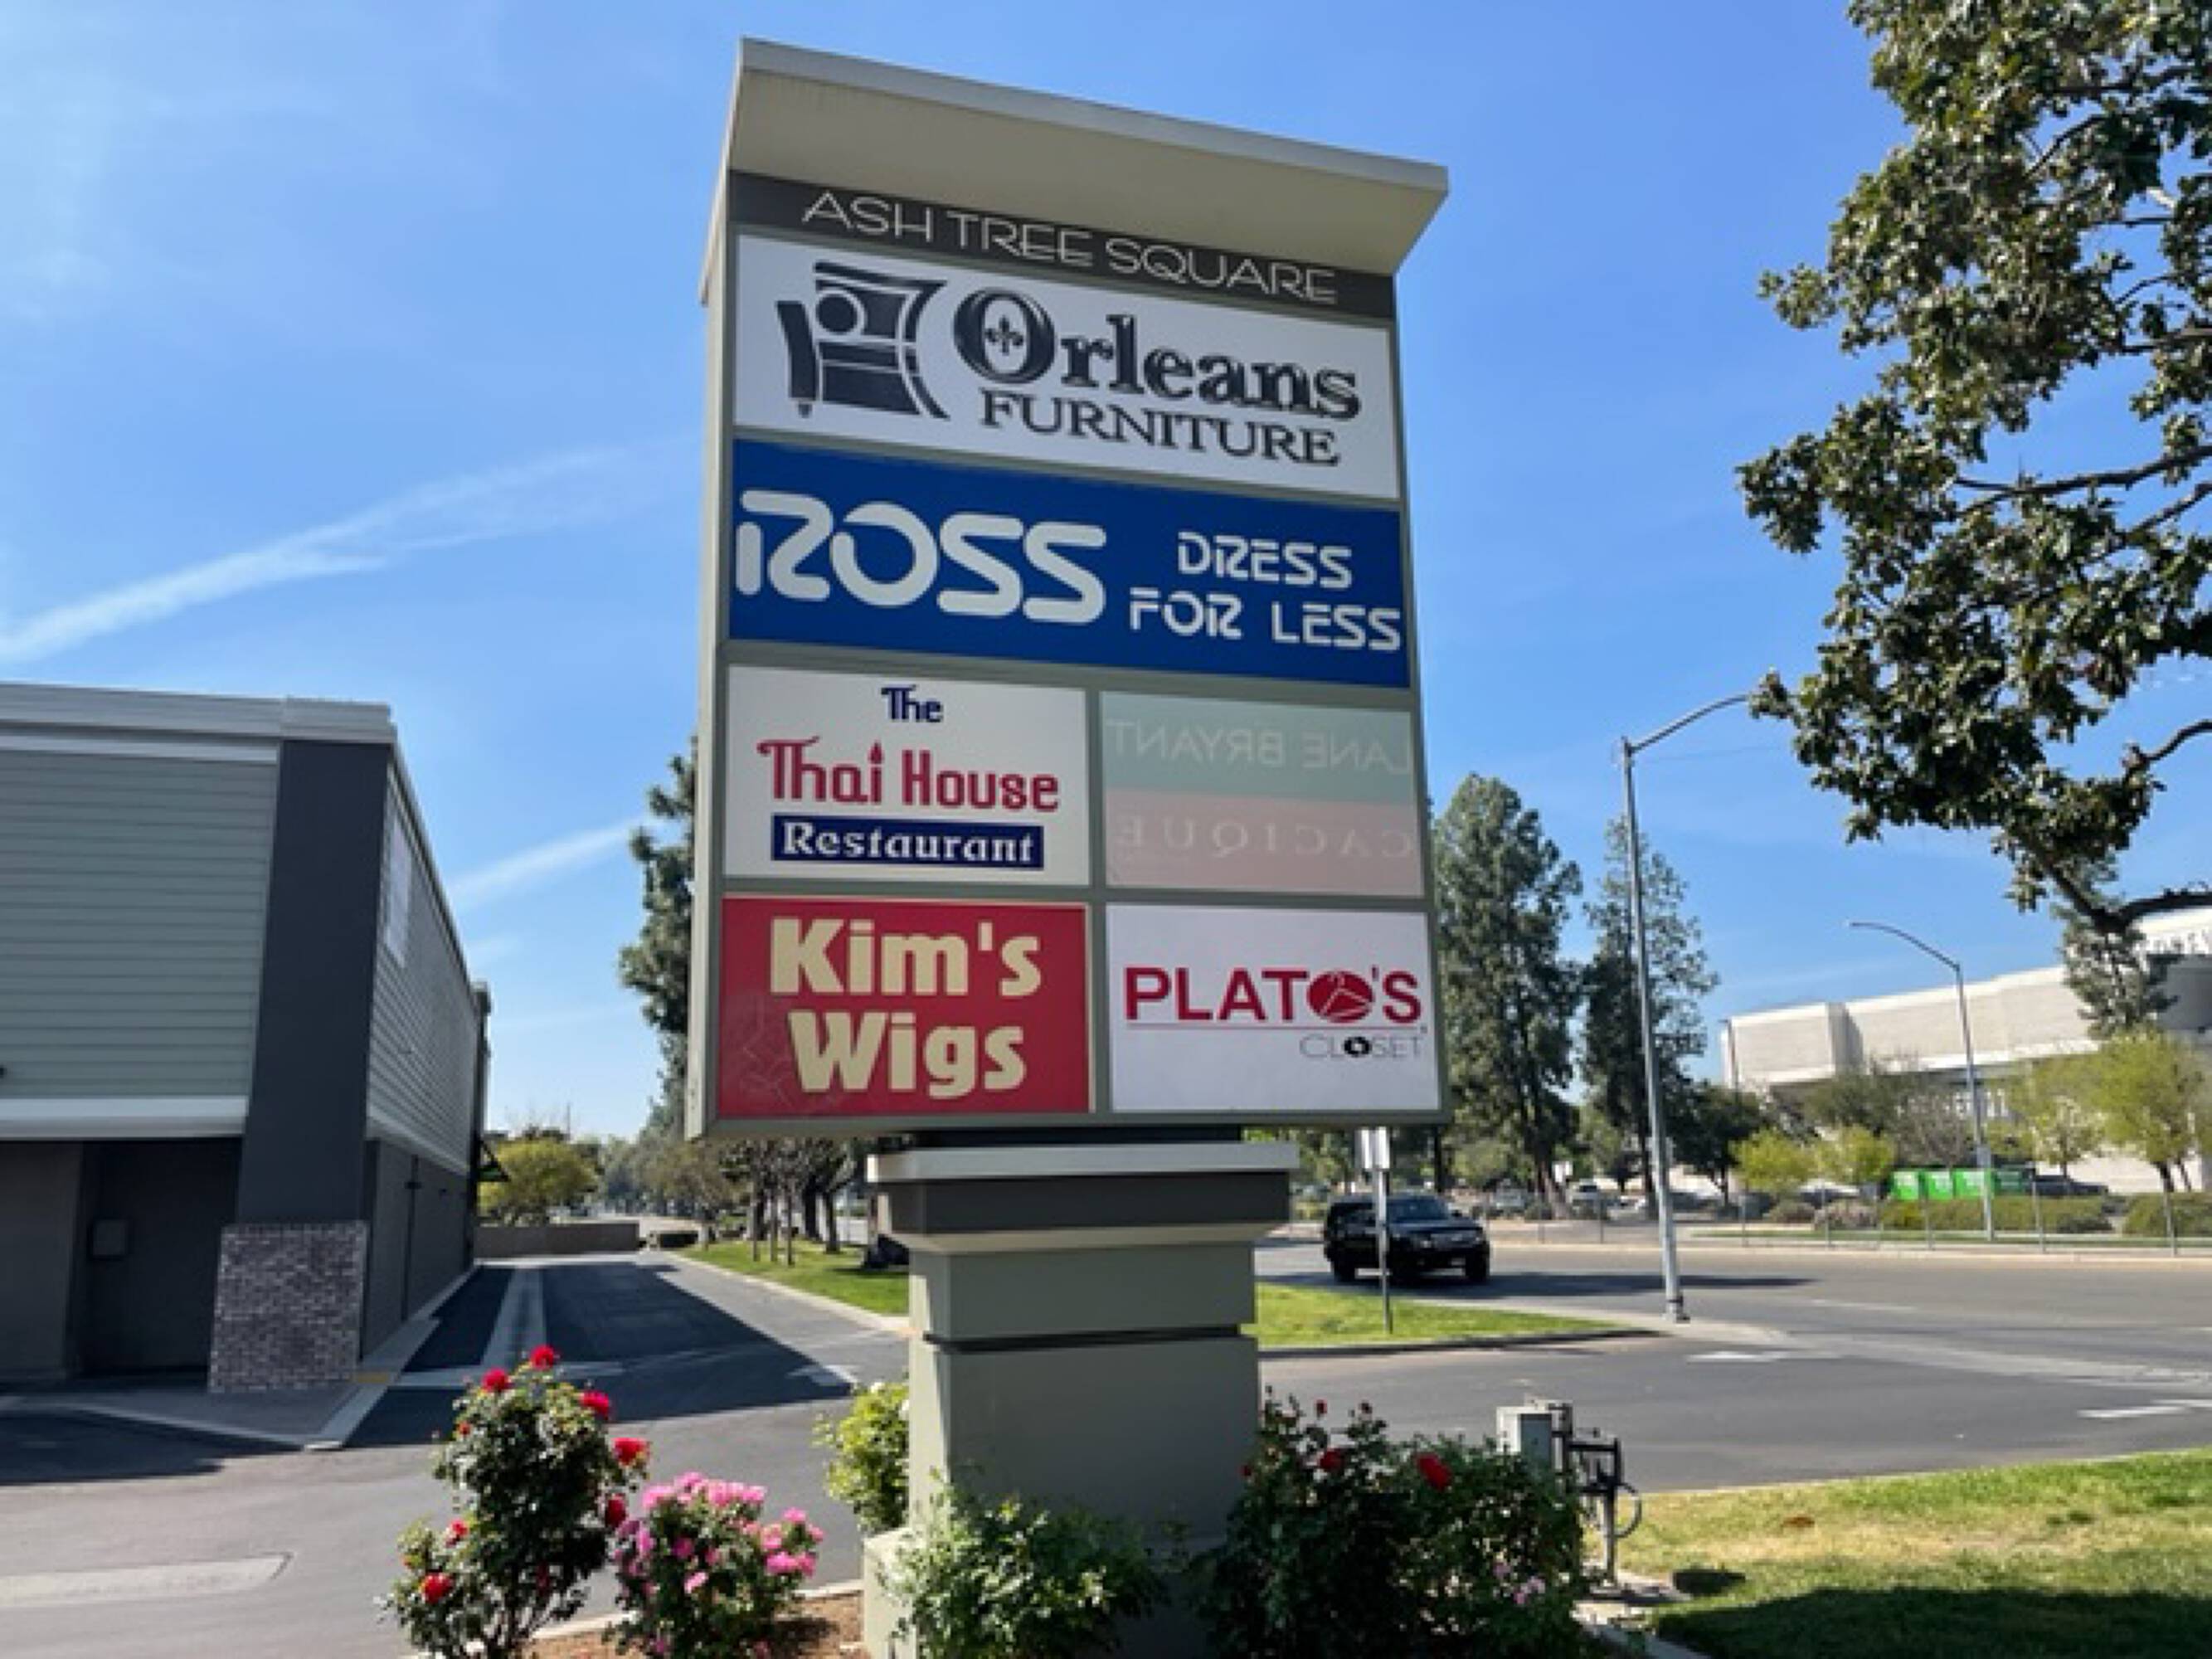 ASH TREE SQUARE
Orleans
FURNITURE
ROSS DRESS
FOR LESS
The
Thai House
Restaurant
LANE BRYANT
CACIQUE
Kim's
Wigs
PLATO'S
CLOSET